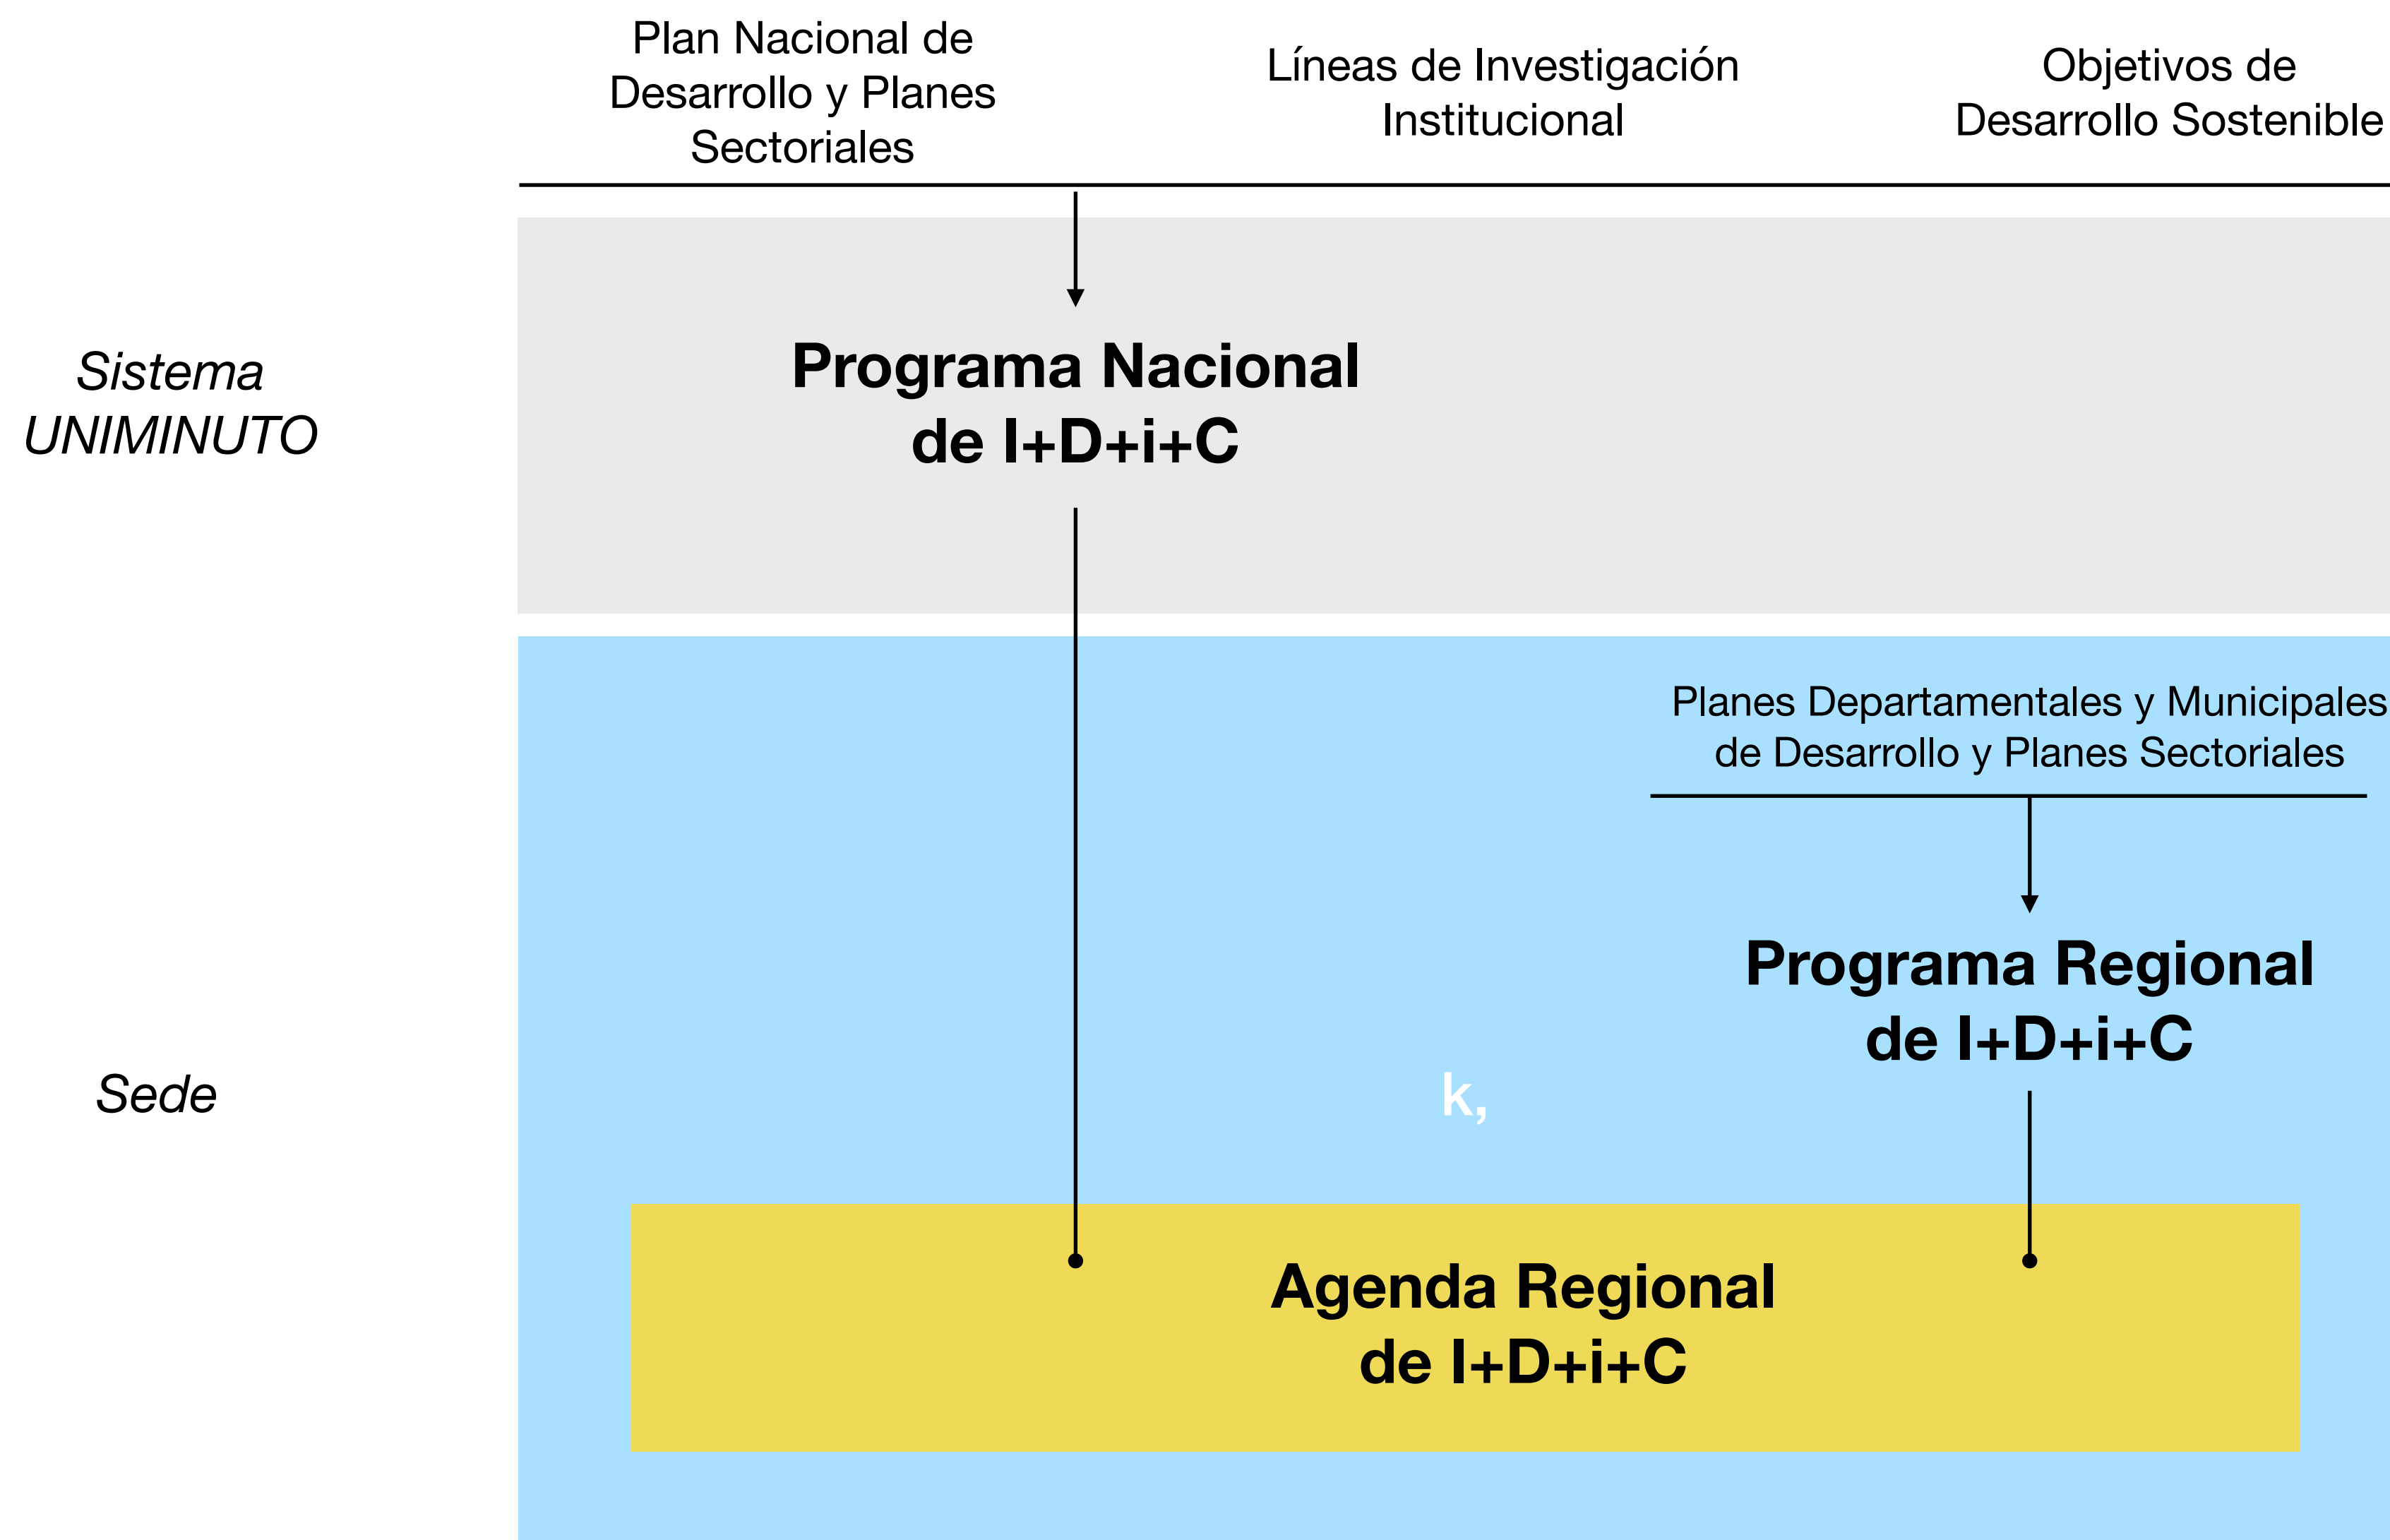 Plan Nacional de
Desarrollo y Planes
Sectoriales
Líneas de Investigación
Institucional
Objetivos de
Desarrollo Sostenible
Sistema
UNIMINUTO
Programa Nacional
de I+D+i+C
Planes Departamentales y Municipales
de Desarrollo y Planes Sectoriales
Programa Regional
de I+D+i+C
Sede
k,
Agenda Regional
de I+D+i+C